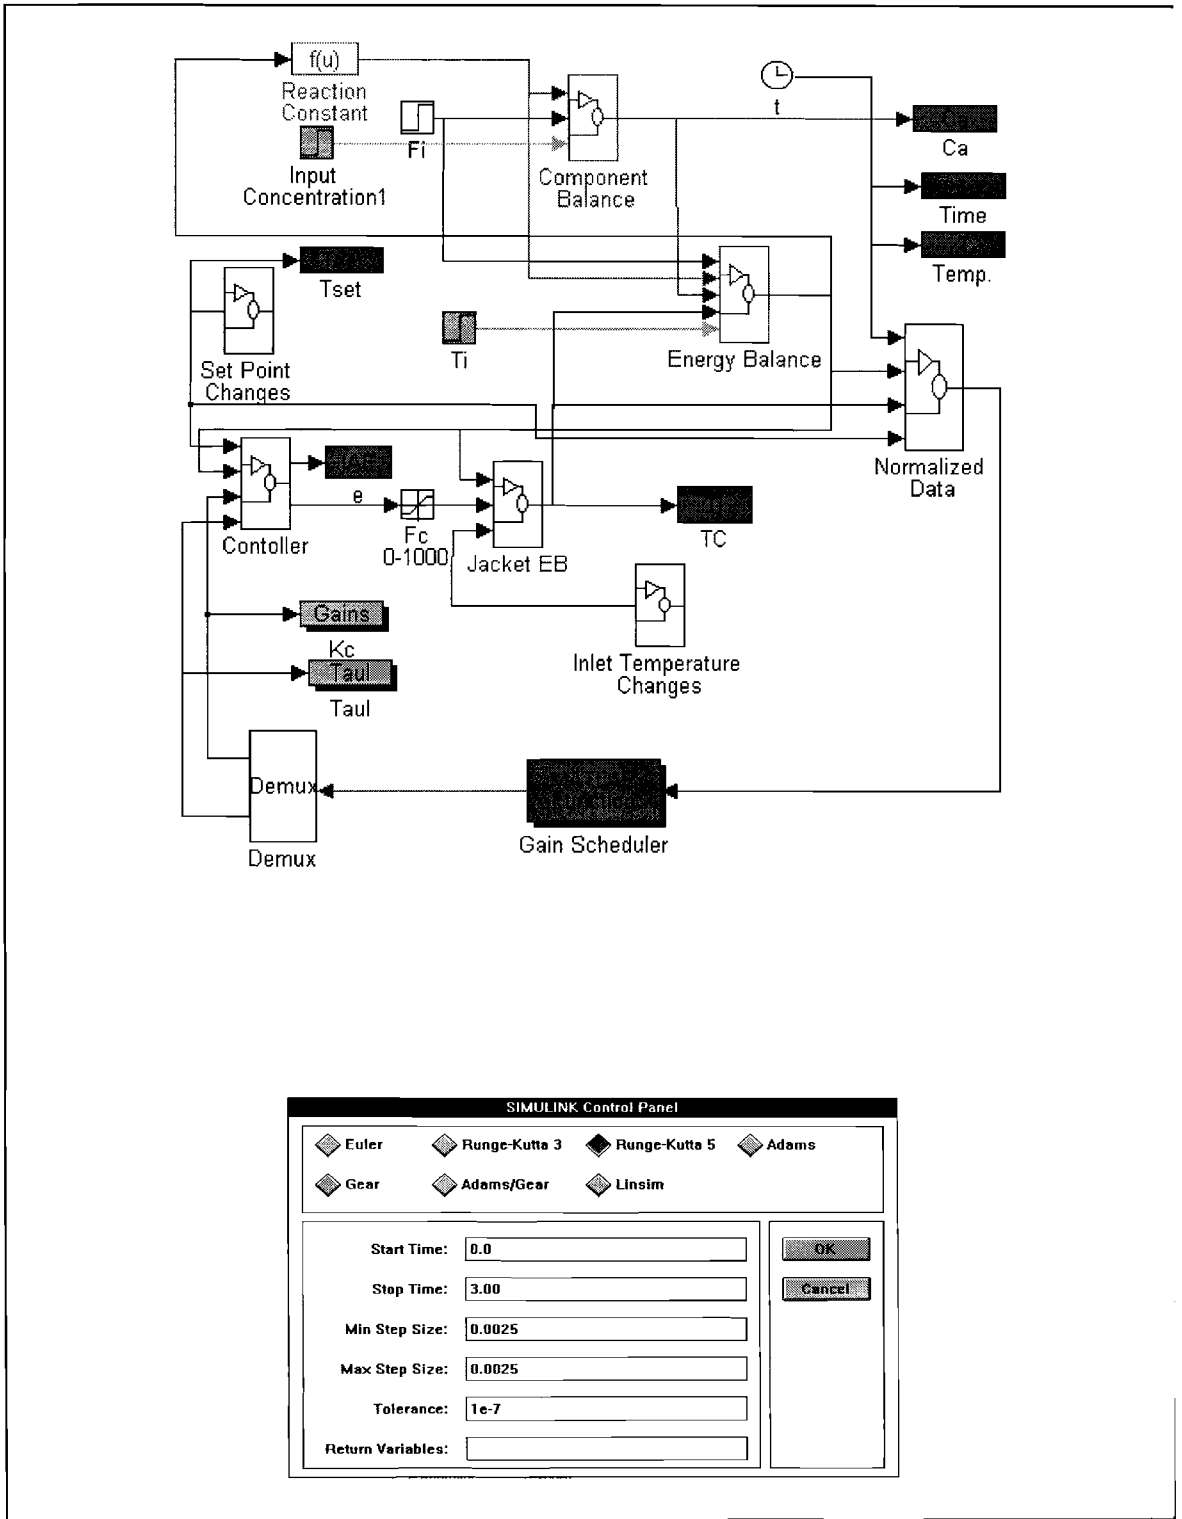 f(u)
Reaction
Constant
Fi
Input
Concentration1
Component
Balance
t
Ca
Time
Temp.
Tset
Set Point
Changes
Ti
Energy Balance
Normalized
Data
Contoller
e
Fc
0-1000
Jacket EB
TC
Gains
Kc
TauI
TauI
Inlet Temperature
Changes
Demux
Demux
Gain Scheduler
SIMULINK Control Panel
Euler
Runge-Kutta 3
Runge-Kutta 5
Adams
Gear
Adams/Gear
Linsim
Start Time:
0.0
OK
Stop Time:
3.00
Cancel
Min Step Size:
0.0025
Max Step Size:
0.0025
Tolerance:
1e-7
Return Variables: